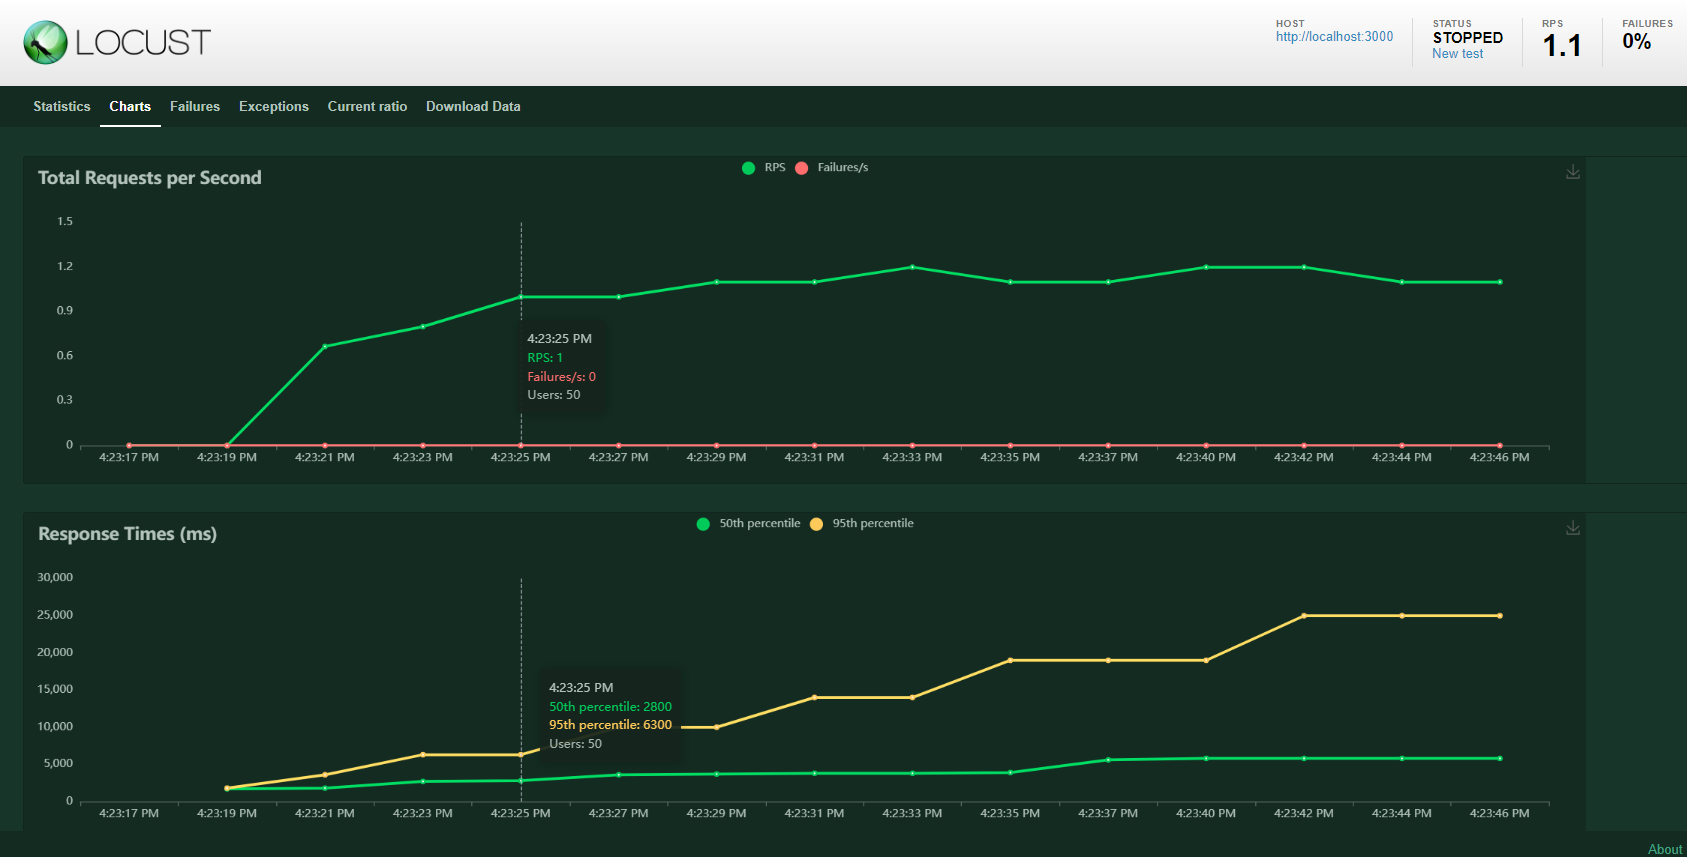 LOCUST
HOST
http://localhost:3000
STATUS
STOPPED
New test
RPS
1.1
FAILURES
0%
Statistics Charts Failures Exceptions Current ratio Download Data
Total Requests per Second
RPS Failures/s
1.5
1.2
0.9
0.6
0.3
0
4:23:25 PM
RPS: 1
Failures/s: 0
Users: 50
4:23:17 PM 4:23:19 PM 4:23:21 PM 4:23:23 PM 4:23:25 PM 4:23:27 PM 4:23:29 PM 4:23:31 PM 4:23:33 PM 4:23:35 PM 4:23:37 PM 4:23:40 PM 4:23:42 PM 4:23:44 PM 4:23:46 PM
Response Times (ms)
50th percentile 95th percentile
30,000
25,000
20,000
15,000
10,000
5,000
0
4:23:25 PM
50th percentile: 2800
95th percentile: 6300
Users: 50
4:23:17 PM 4:23:19 PM 4:23:21 PM 4:23:23 PM 4:23:25 PM 4:23:27 PM 4:23:29 PM 4:23:31 PM 4:23:33 PM 4:23:35 PM 4:23:37 PM 4:23:40 PM 4:23:42 PM 4:23:44 PM 4:23:46 PM
About